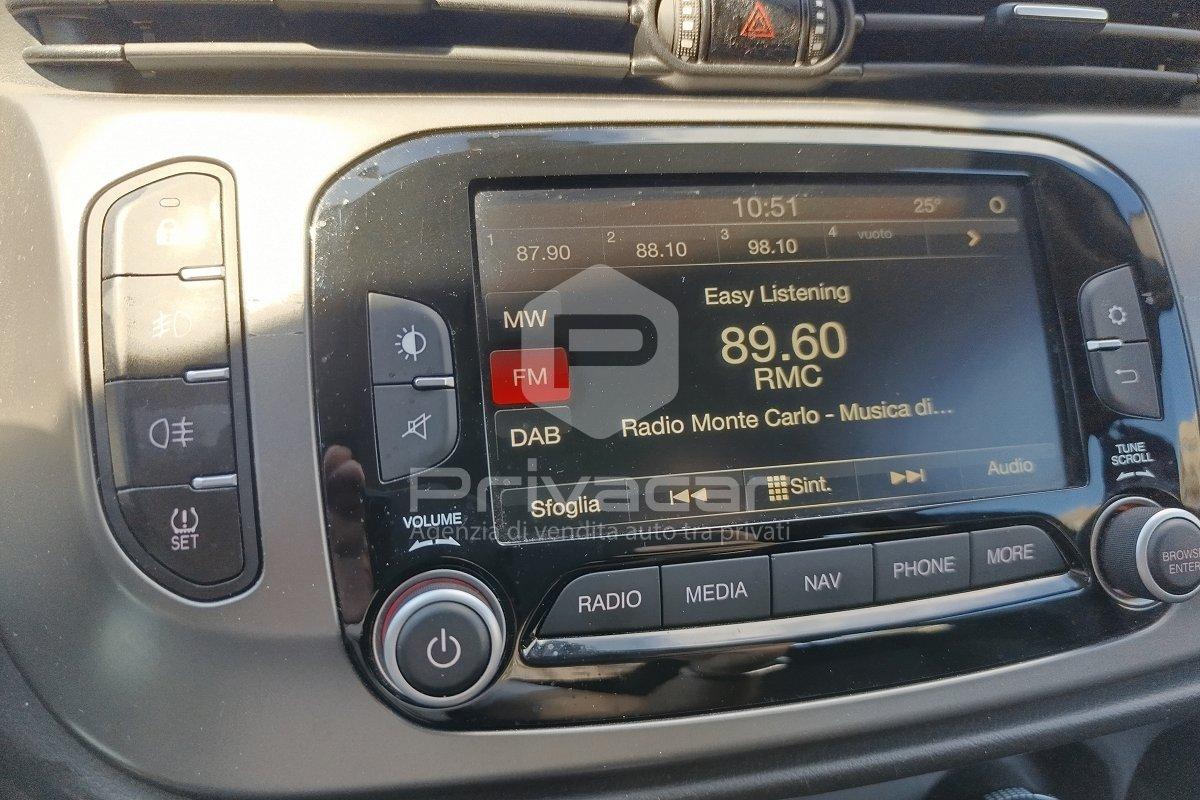 10:51 25°
1 87.90 2 88.10 3 98.10 4 vuoto
MW
FM
DAB
Easy Listening
89.60
RMC
Radio Monte Carlo - Musica di...
Sfoglia Sint. Audio
Privacar
Agenzia di vendita auto tra privati
VOLUME
TUNE
SCROLL
BROWSE
ENTER
RADIO MEDIA NAV PHONE MORE
SET